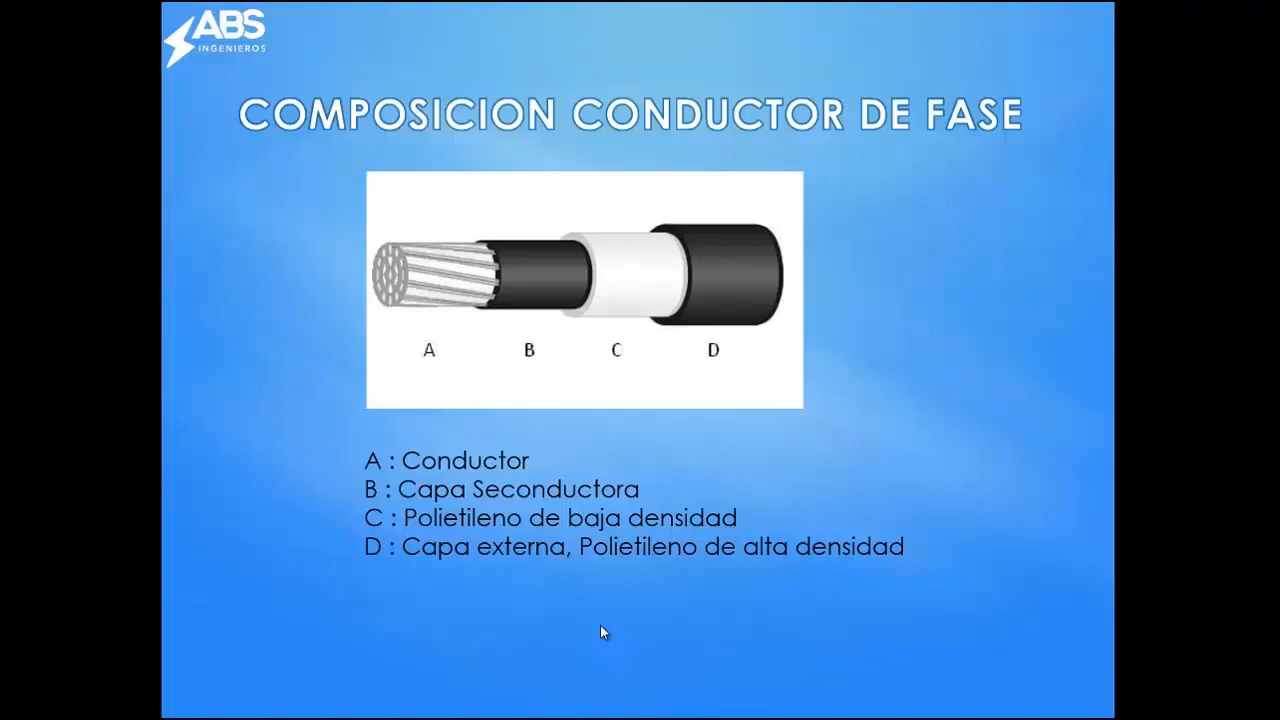 ABS
INGENIEROS
COMPOSICION CONDUCTOR DE FASE
A B C D
A : Conductor
B : Capa Seconductora
C : Polietileno de baja densidad
D : Capa externa, Polietileno de alta densidad